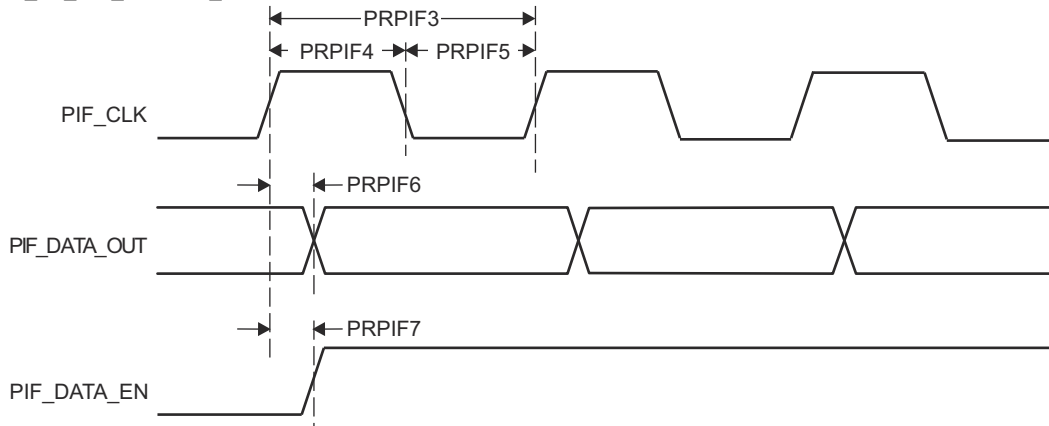 PRPIF3
PRPIF4 PRPIF5
PIF_CLK
PRPIF6
PIF_DATA_OUT
PRPIF7
PIF_DATA_EN